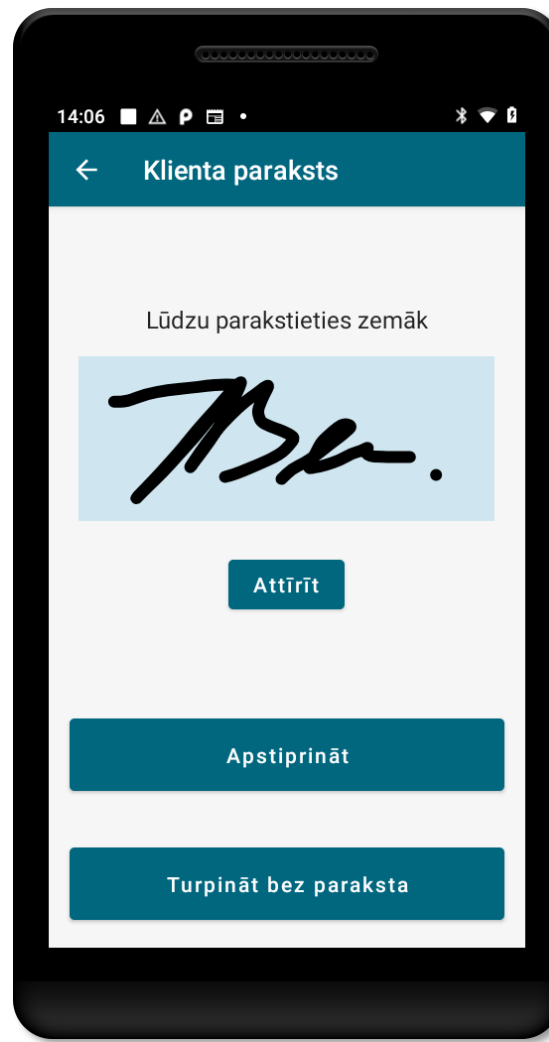 14:06
Klienta paraksts
Lūdzu parakstieties zemāk
Attīrīt
Apstiprināt
Turpināt bez paraksta